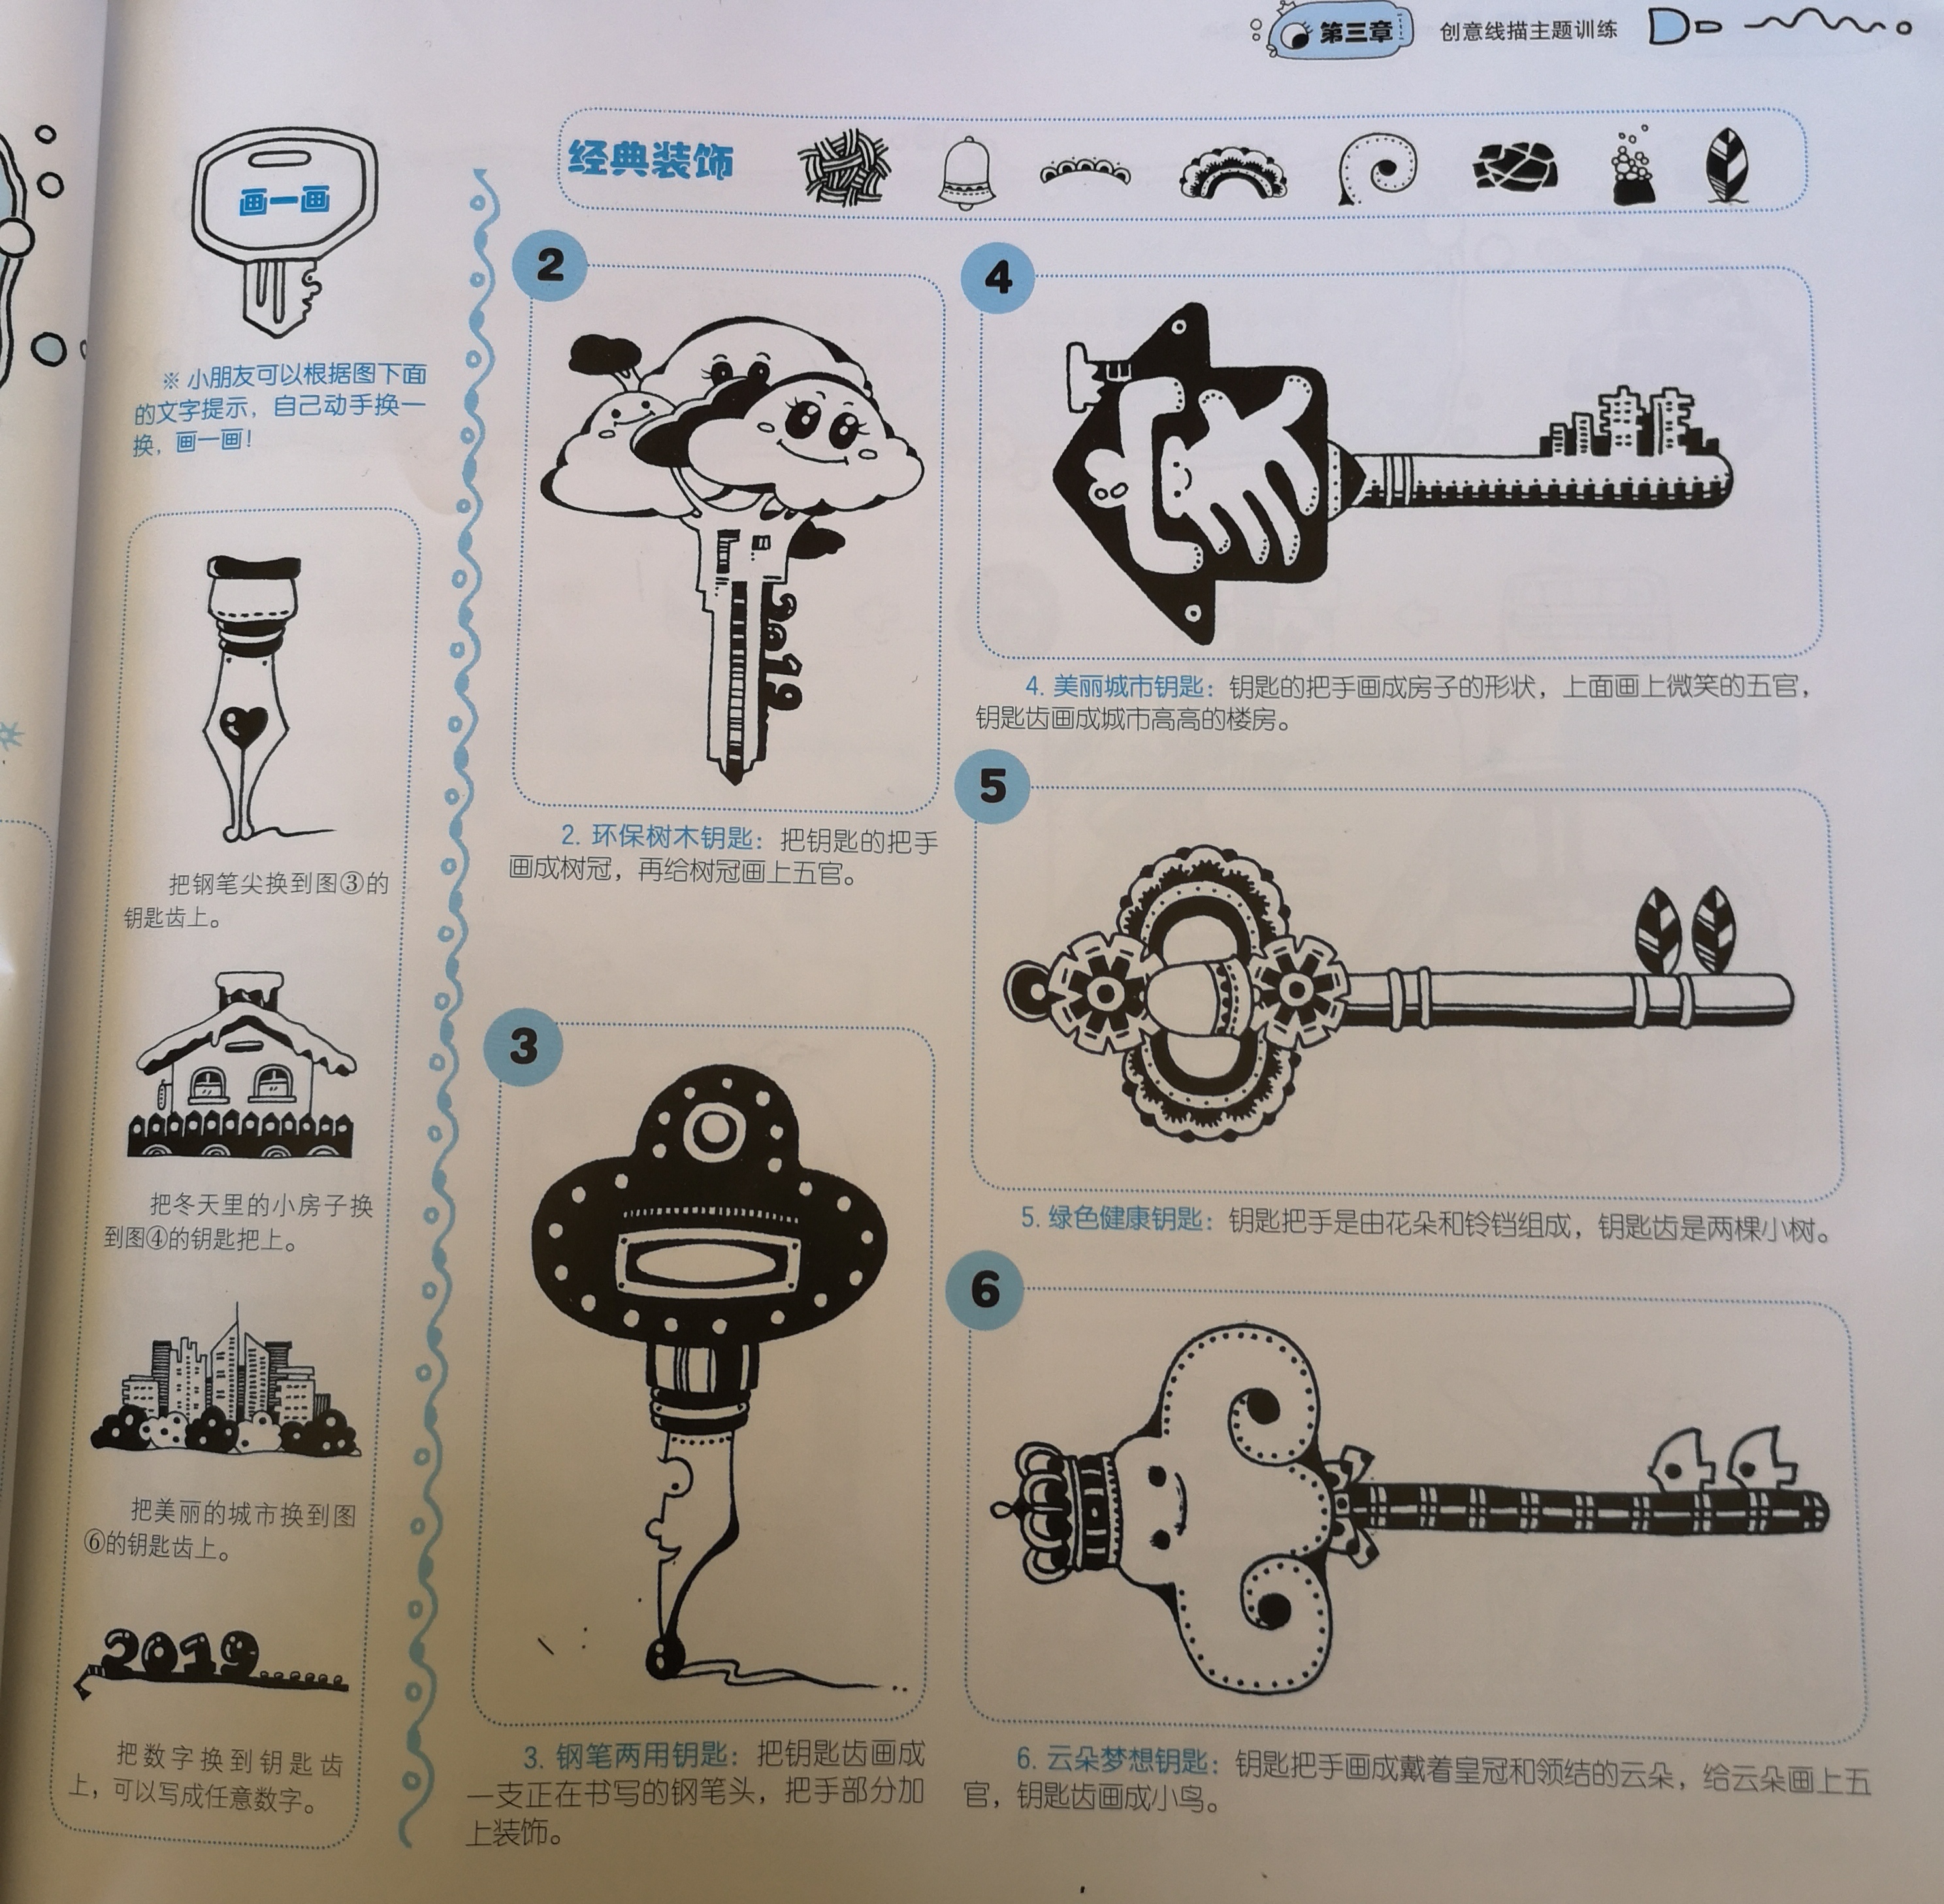 第三章 创意线描主题训练
画一画
※ 小朋友可以根据图下面
的文字提示，自己动手换一
换，画一画！
把钢笔尖换到图③的
钥匙齿上。
把冬天里的小房子换
到图④的钥匙把上。
把美丽的城市换到图
⑥的钥匙齿上。
2019
把数字换到钥匙齿
上，可以写成任意数字。
经典装饰
2
2019
2. 环保树木钥匙：把钥匙的把手
画成树冠，再给树冠画上五官。
3
3. 钢笔两用钥匙：把钥匙齿画成
一支正在书写的钢笔头，把手部分加
上装饰。
4
4. 美丽城市钥匙：钥匙的把手画成房子的形状，上面画上微笑的五官，
钥匙齿画成城市高高的楼房。
5
5. 绿色健康钥匙：钥匙把手是由花朵和铃铛组成，钥匙齿是两棵小树。
6
6. 云朵梦想钥匙：钥匙把手画成戴着皇冠和领结的云朵，给云朵画上五
官，钥匙齿画成小鸟。